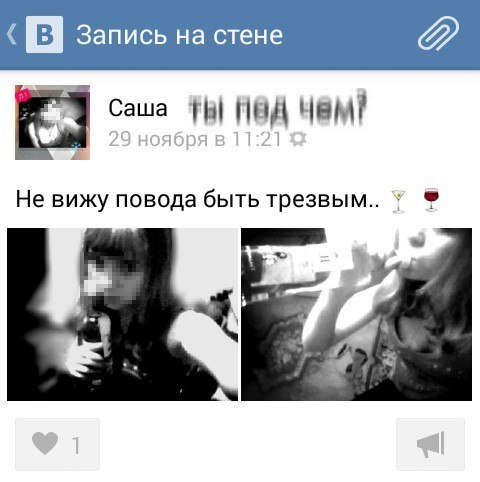 В Запись на стене
Саша ты под чем?
29 ноября в 11:21
Не вижу повода быть трезвым..
1